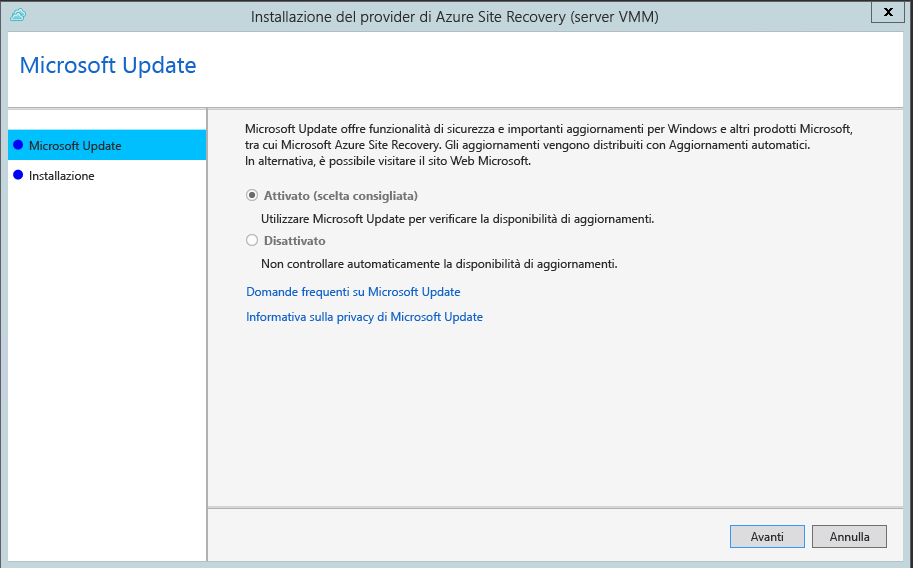 Installazione del provider di Azure Site Recovery (server VMM)
Microsoft Update
Microsoft Update
Installazione
Microsoft Update offre funzionalità di sicurezza e importanti aggiornamenti per Windows e altri prodotti Microsoft,
tra cui Microsoft Azure Site Recovery. Gli aggiornamenti vengono distribuiti con Aggiornamenti automatici.
In alternativa, è possibile visitare il sito Web Microsoft.
Attivato (scelta consigliata)
Utilizzare Microsoft Update per verificare la disponibilità di aggiornamenti.
Disattivato
Non controllare automaticamente la disponibilità di aggiornamenti.
Domande frequenti su Microsoft Update
Informativa sulla privacy di Microsoft Update
Avanti
Annulla